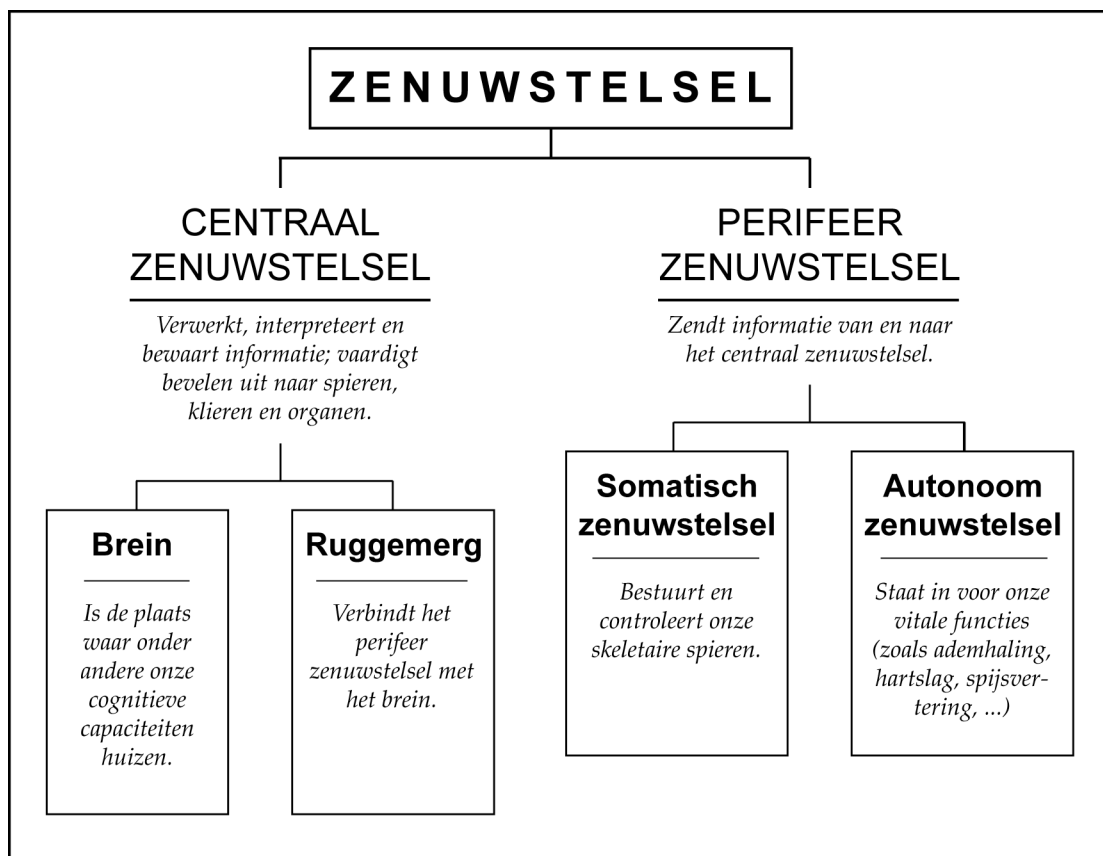 ZENUWSTELSEL
CENTRAAL
ZENUWSTELSEL
Verwerkt, interpreteert en
bewaart informatie; vaardigt
bevelen uit naar spieren,
klieren en organen.
PERIFEER
ZENUWSTELSEL
Zendt informatie van en naar
het centraal zenuwstelsel.
Brein
Is de plaats
waar onder
andere onze
cognitieve
capaciteiten
huizen.
Ruggemerg
Verbindt het
perifeer
zenuwstelsel met
het brein.
Somatisch
zenuwstelsel
Bestuurt en
controleert onze
skeletaire spieren.
Autonoom
zenuwstelsel
Staat in voor onze
vitale functies
(zoals ademhaling,
hartslag, spijsver-
tering, ...)